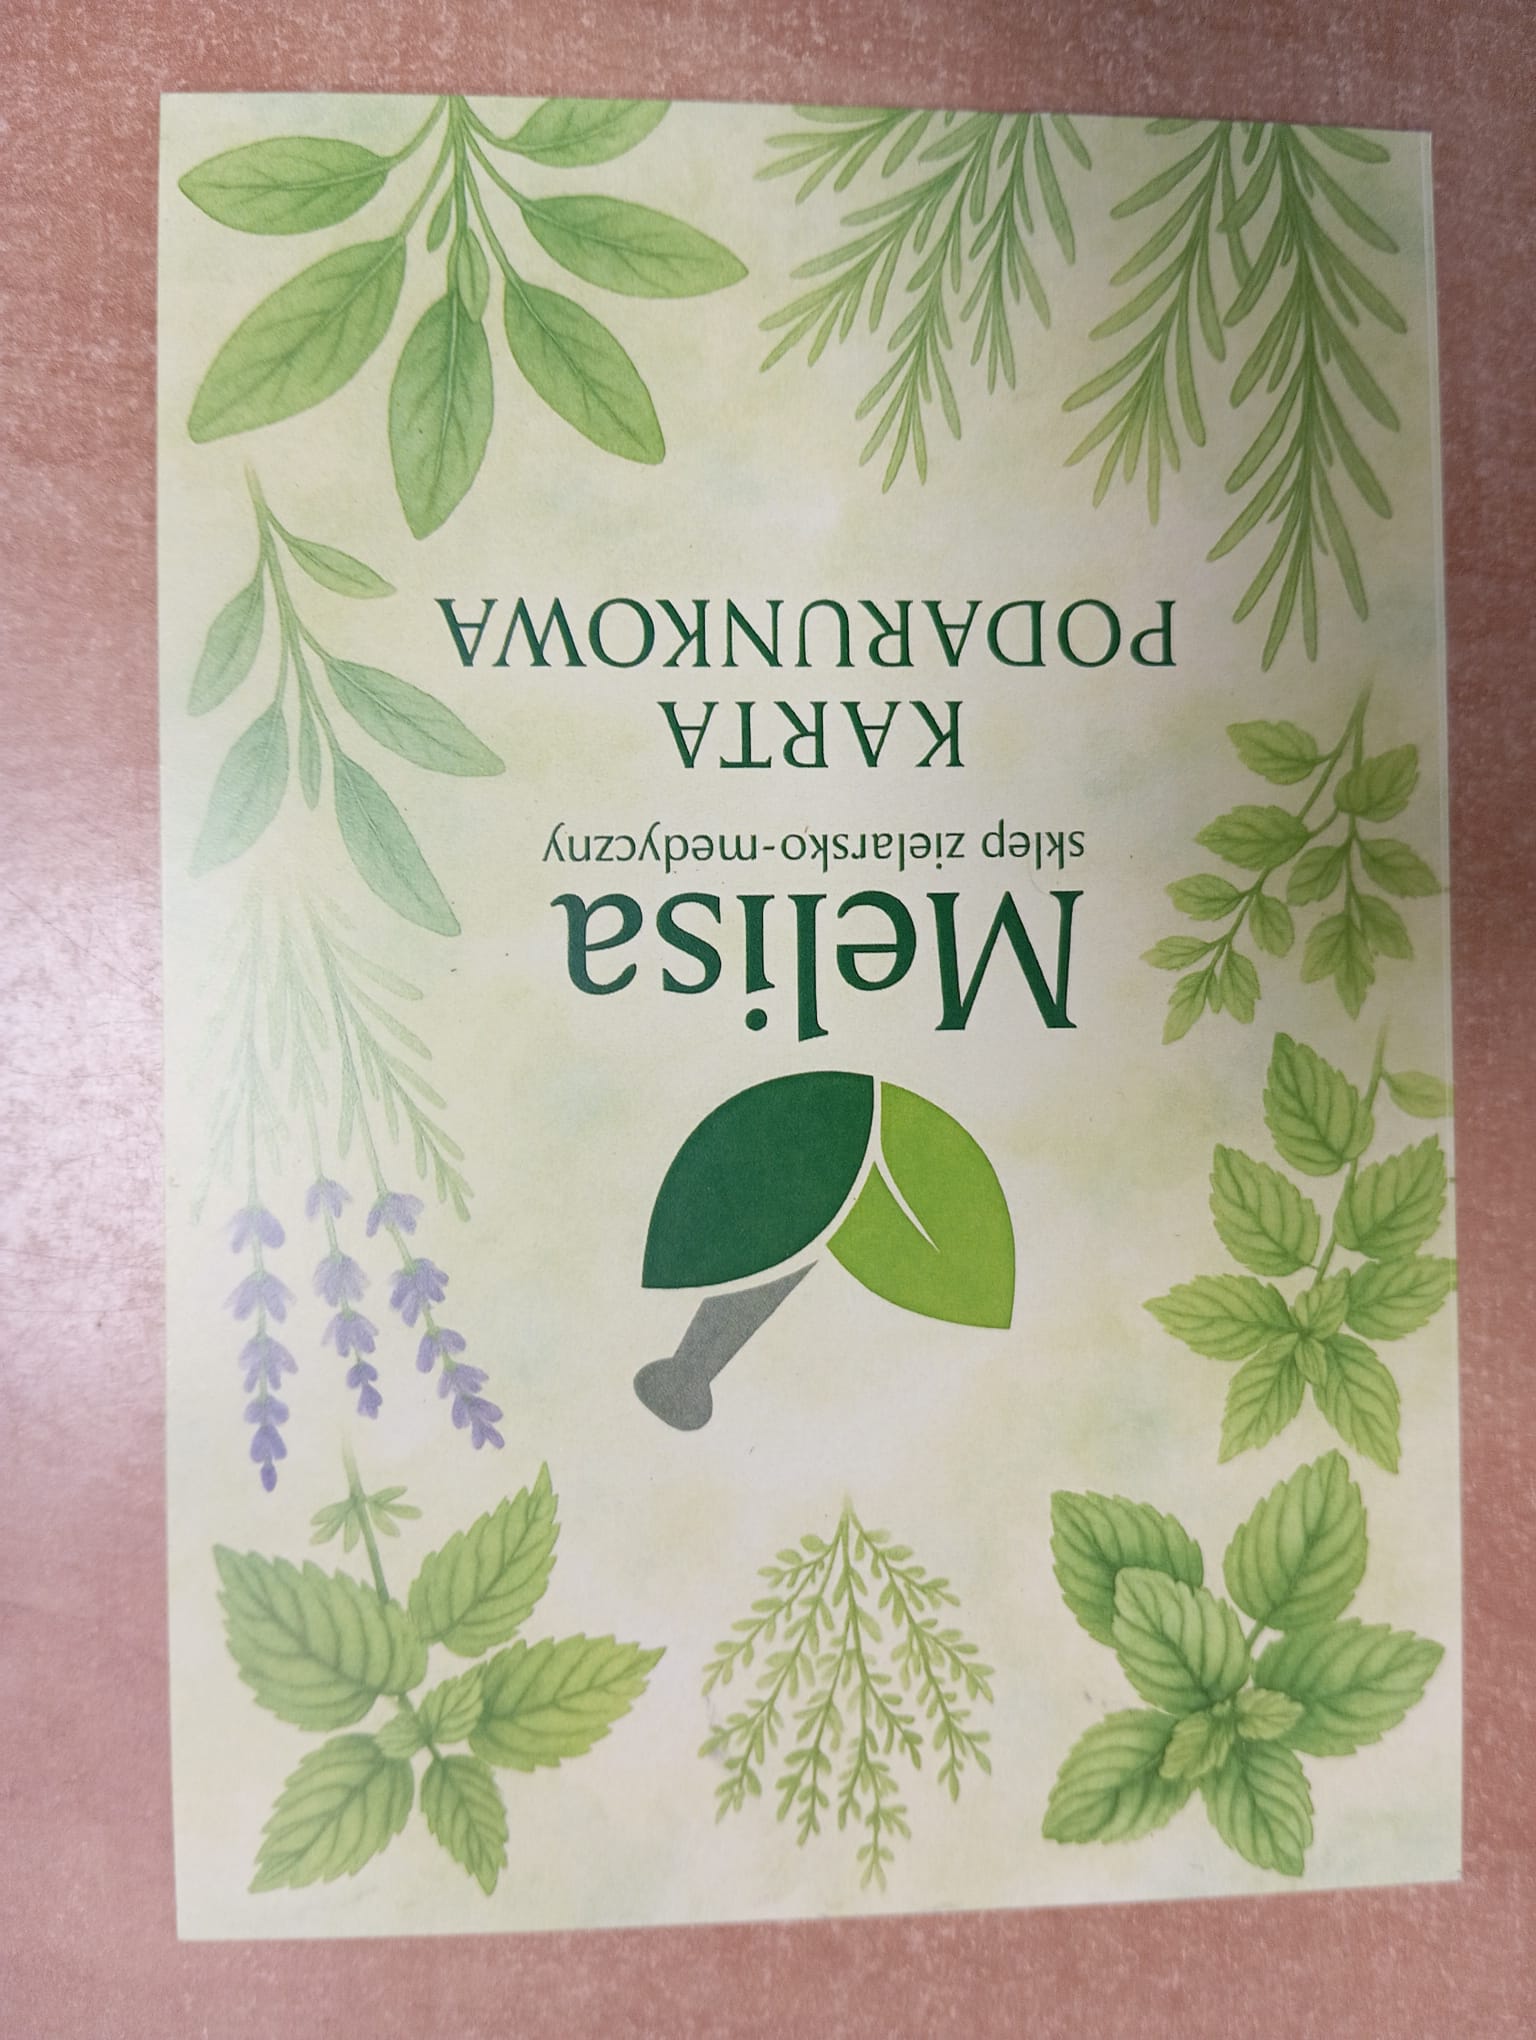 Melisa
sklep zielarsko-medyczny
KARTA
PODARUNKOWA